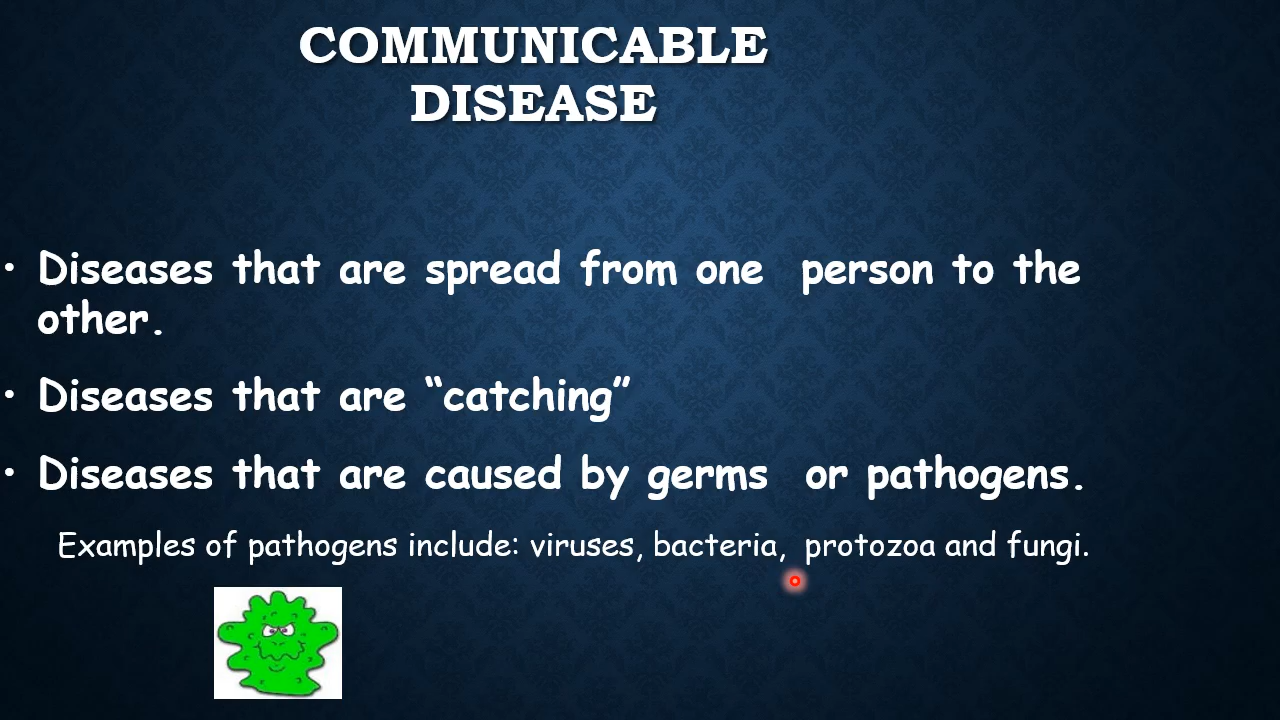 COMMUNICABLE
DISEASE
• Diseases that are spread from one person to the
other.
• Diseases that are “catching”
• Diseases that are caused by germs or pathogens.
Examples of pathogens include: viruses, bacteria, protozoa and fungi.